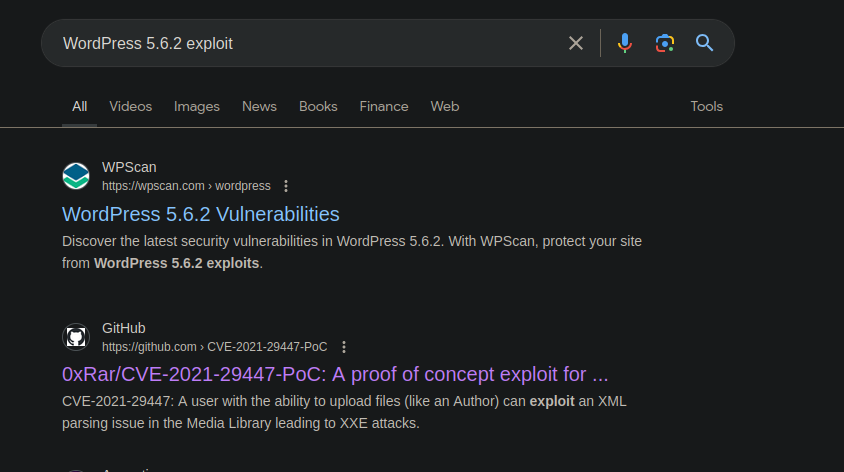 WordPress 5.6.2 exploit
All Videos Images News Books Finance Web Tools
WPScan
https://wpscan.com › wordpress
WordPress 5.6.2 Vulnerabilities
Discover the latest security vulnerabilities in WordPress 5.6.2. With WPScan, protect your site
from WordPress 5.6.2 exploits.
GitHub
https://github.com › CVE-2021-29447-PoC
0xRar/CVE-2021-29447-PoC: A proof of concept exploit for ...
CVE-2021-29447: A user with the ability to upload files (like an Author) can exploit an XML
parsing issue in the Media Library leading to XXE attacks.